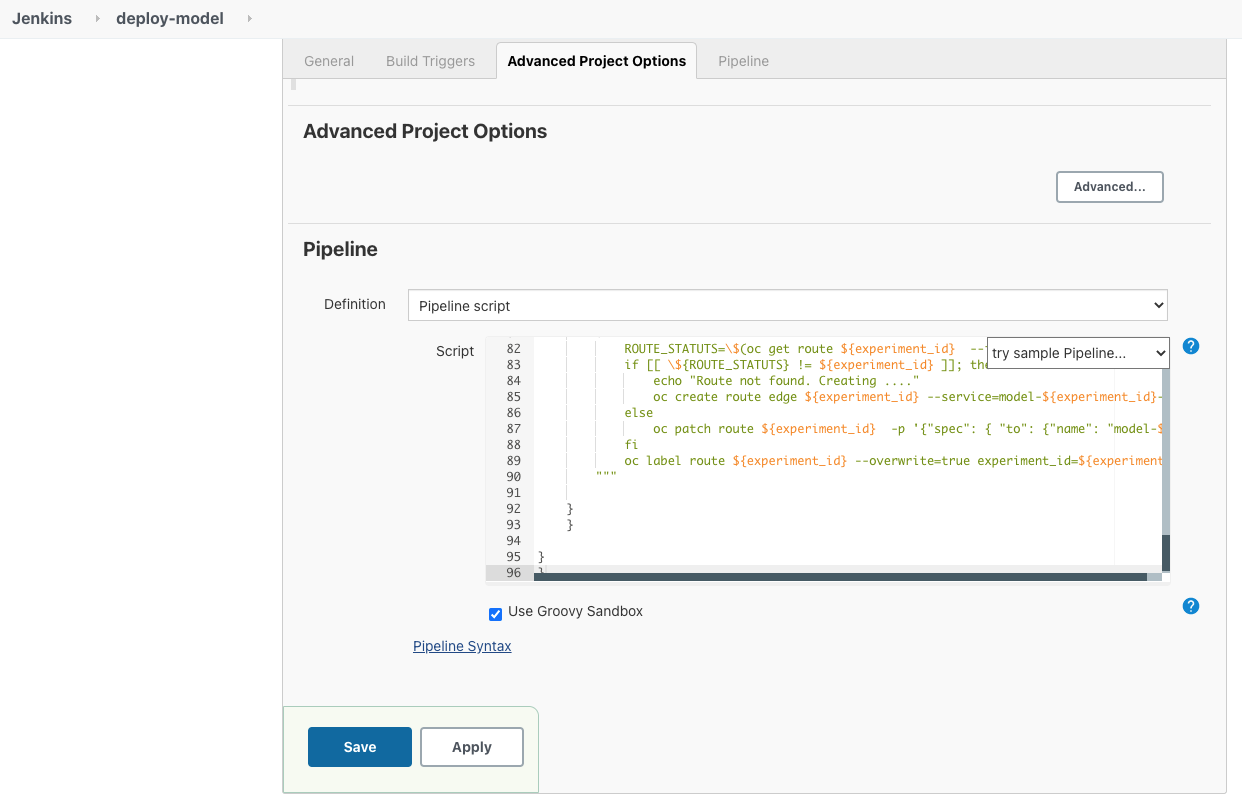 Jenkins deploy-model
General Build Triggers Advanced Project Options Pipeline
Advanced Project Options
Advanced...
Pipeline
Definition Pipeline script
Script
try sample Pipeline...
?
82 ROUTE_STATUTS=\$(oc get route ${experiment_id} --
83 if [[ \${ROUTE_STATUTS} != ${experiment_id} ]];
84 echo "Route not found. Creating ...."
85 oc create route edge ${experiment_id} --service=model-${experiment_id}-
86 else
87 oc patch route ${experiment_id} -p '{"spec": { "to": {"name": "model-$
88 fi
89 oc label route ${experiment_id} --overwrite=true experiment_id=${experiment
90 """
91
92 }
93 }
94
95 }
96 }
Use Groovy Sandbox
?
Pipeline Syntax
Save Apply